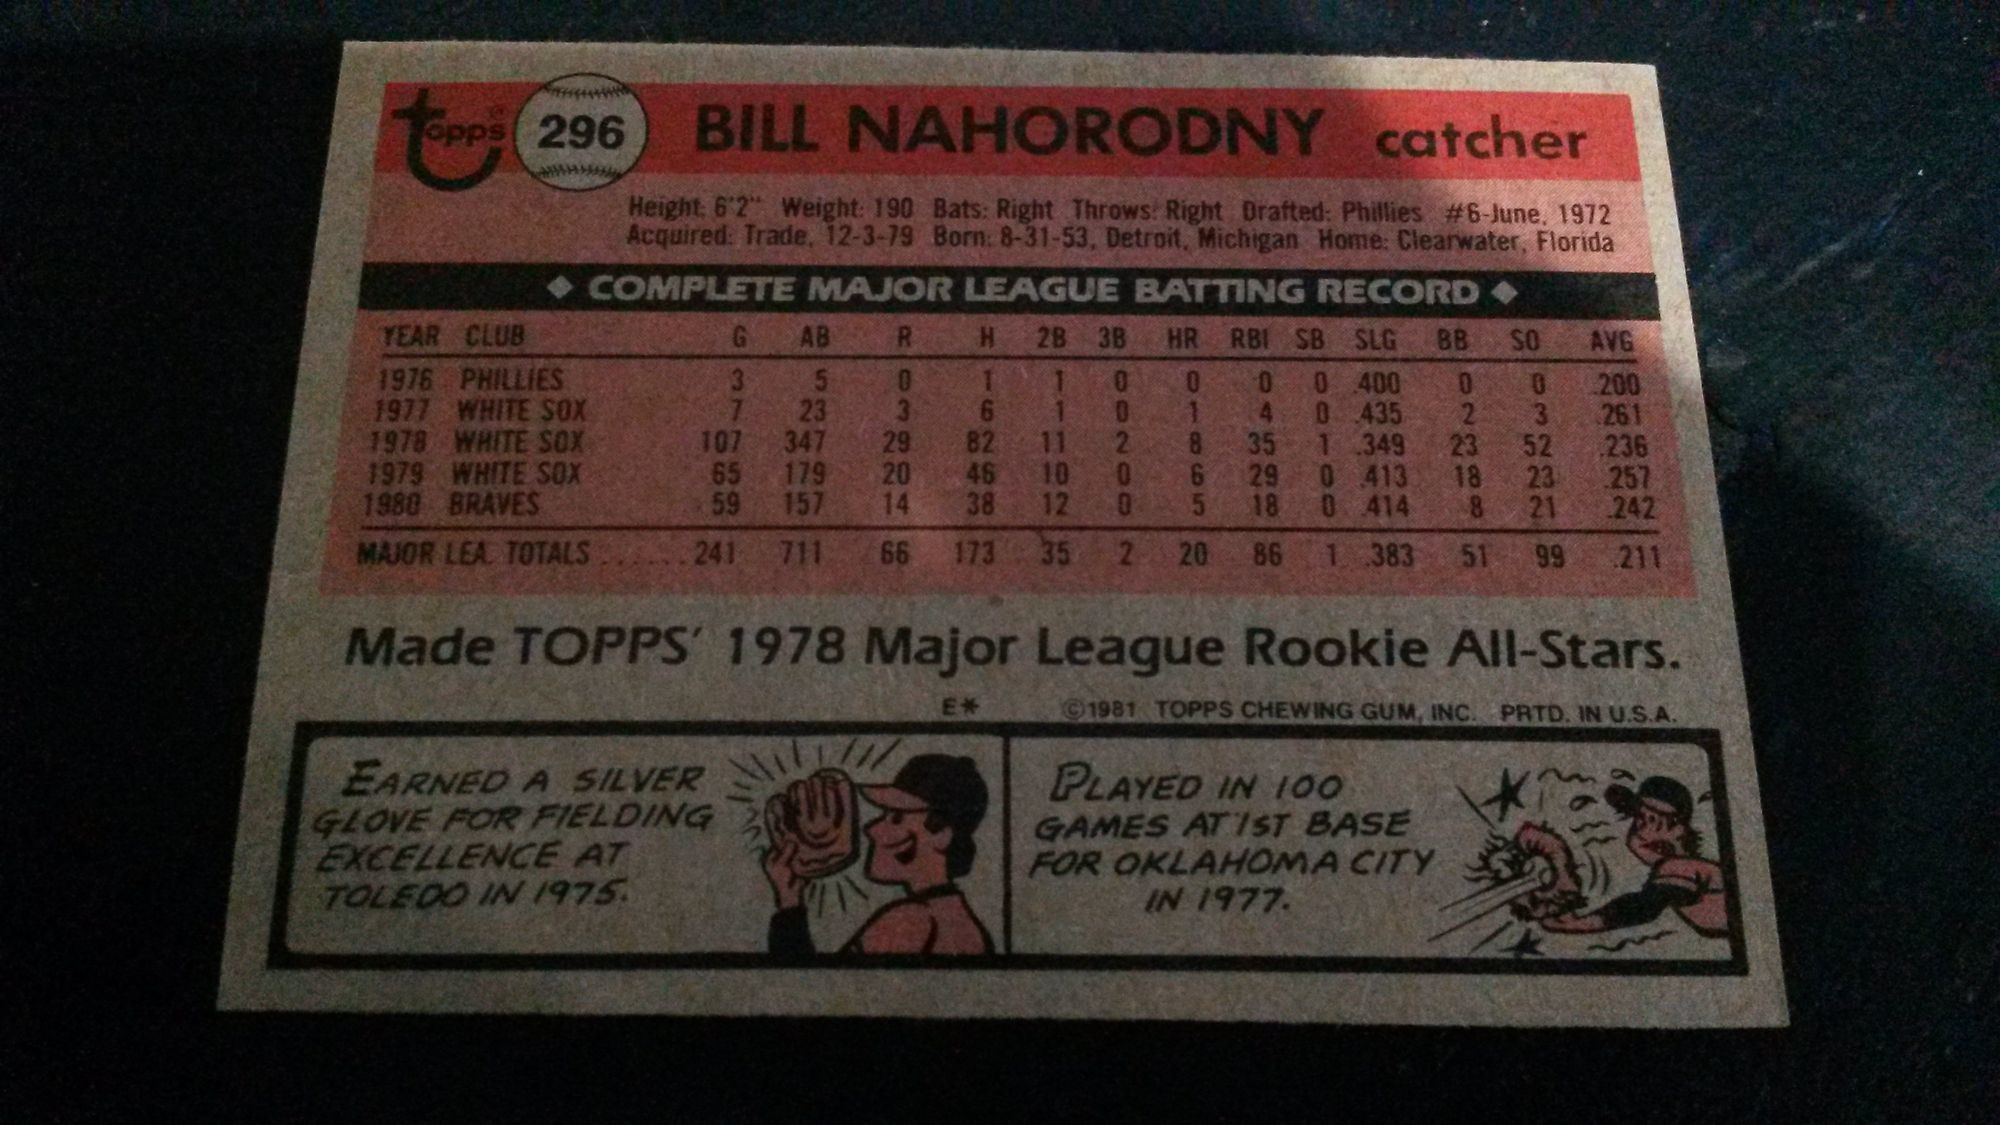 topps 296 BILL NAHORODNY catcher
Height: 6'2" Weight: 190 Bats: Right Throws: Right Drafted: Phillies #6-June, 1972
Acquired: Trade, 12-3-79 Born: 8-31-53, Detroit, Michigan Home: Clearwater, Florida
◆ COMPLETE MAJOR LEAGUE BATTING RECORD ◆
YEAR CLUB G AB R H 2B 3B HR RBI SB SLG BB SO AVG
1976 PHILLIES 3 5 0 1 1 0 0 0 0 .400 0 0 .200
1977 WHITE SOX 7 23 3 6 1 0 1 4 0 .435 2 3 .261
1978 WHITE SOX 107 347 29 82 11 2 8 35 1 .349 23 52 .236
1979 WHITE SOX 65 179 20 46 10 0 6 29 0 .413 18 23 .257
1980 BRAVES 59 157 14 38 12 0 5 18 0 .414 8 21 .242
MAJOR LEA. TOTALS ...... 241 711 66 173 35 2 20 86 1 .383 51 99 .211
Made TOPPS' 1978 Major League Rookie All-Stars.
E* ©1981 TOPPS CHEWING GUM, INC. PRTD. IN U.S.A.
EARNED A SILVER
GLOVE FOR FIELDING
EXCELLENCE AT
TOLEDO IN 1975.
PLAYED IN 100
GAMES AT 1ST BASE
FOR OKLAHOMA CITY
IN 1977.